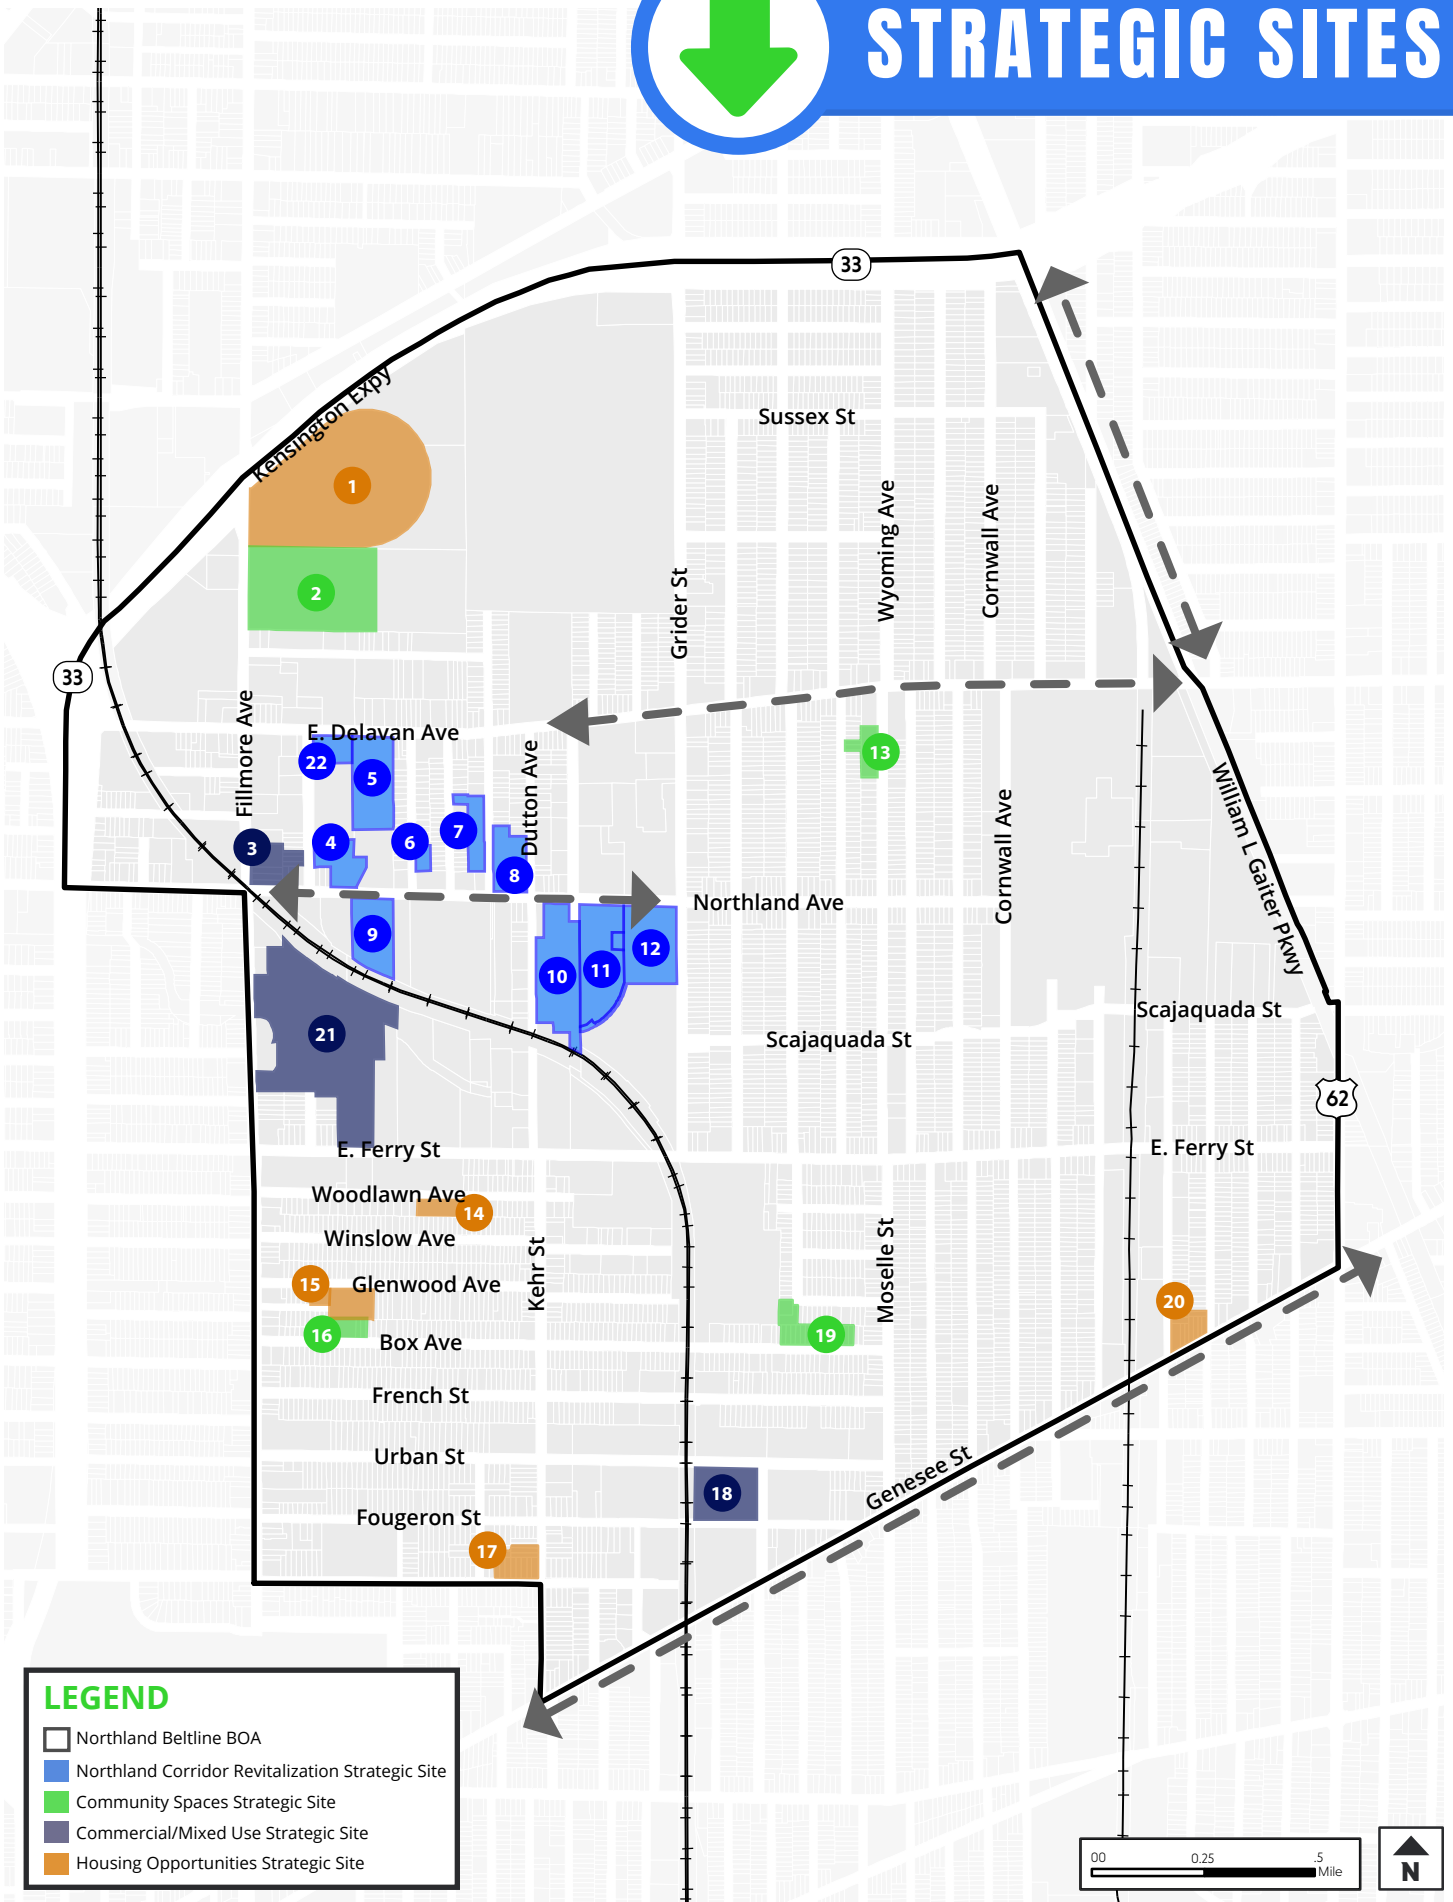 STRATEGIC SITES
33
Kensington Expy
Sussex St
1
Wyoming Ave
Cornwall Ave
Grider St
2
33
Fillmore Ave
E. Delavan Ave
22
5
Dutton Ave
13
William L Gaiter Pkwy
3
4
6
7
8
Cornwall Ave
Northland Ave
9
10
11
12
21
Scajaquada St
Scajaquada St
62
E. Ferry St
E. Ferry St
Woodlawn Ave
14
Winslow Ave
Kehr St
Moselle St
15
Glenwood Ave
20
16
Box Ave
19
French St
Urban St
Genesee St
18
Fougeron St
17
LEGEND
Northland Beltline BOA
Northland Corridor Revitalization Strategic Site
Community Spaces Strategic Site
Commercial/Mixed Use Strategic Site
Housing Opportunities Strategic Site
00 0.25 .5
Mile
N